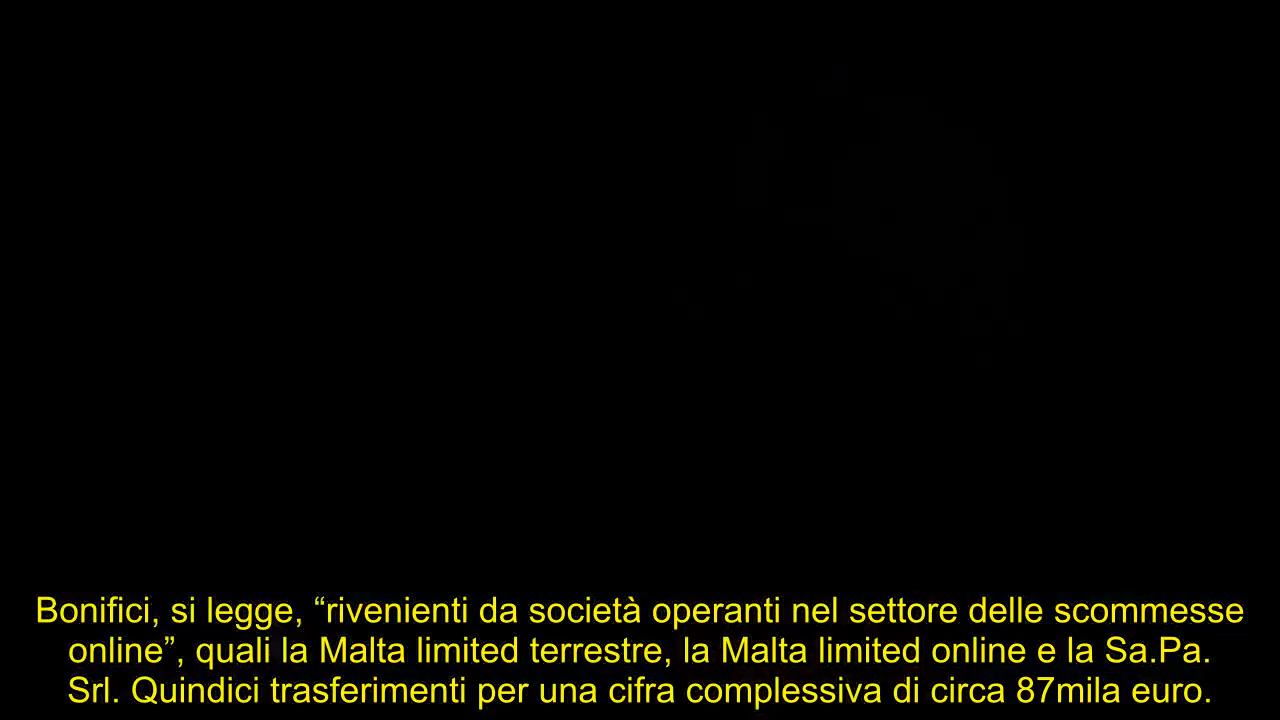 Bonifici, si legge, “rivenienti da società operanti nel settore delle scommesse
online”, quali la Malta limited terrestre, la Malta limited online e la Sa.Pa.
Srl. Quindici trasferimenti per una cifra complessiva di circa 87mila euro.